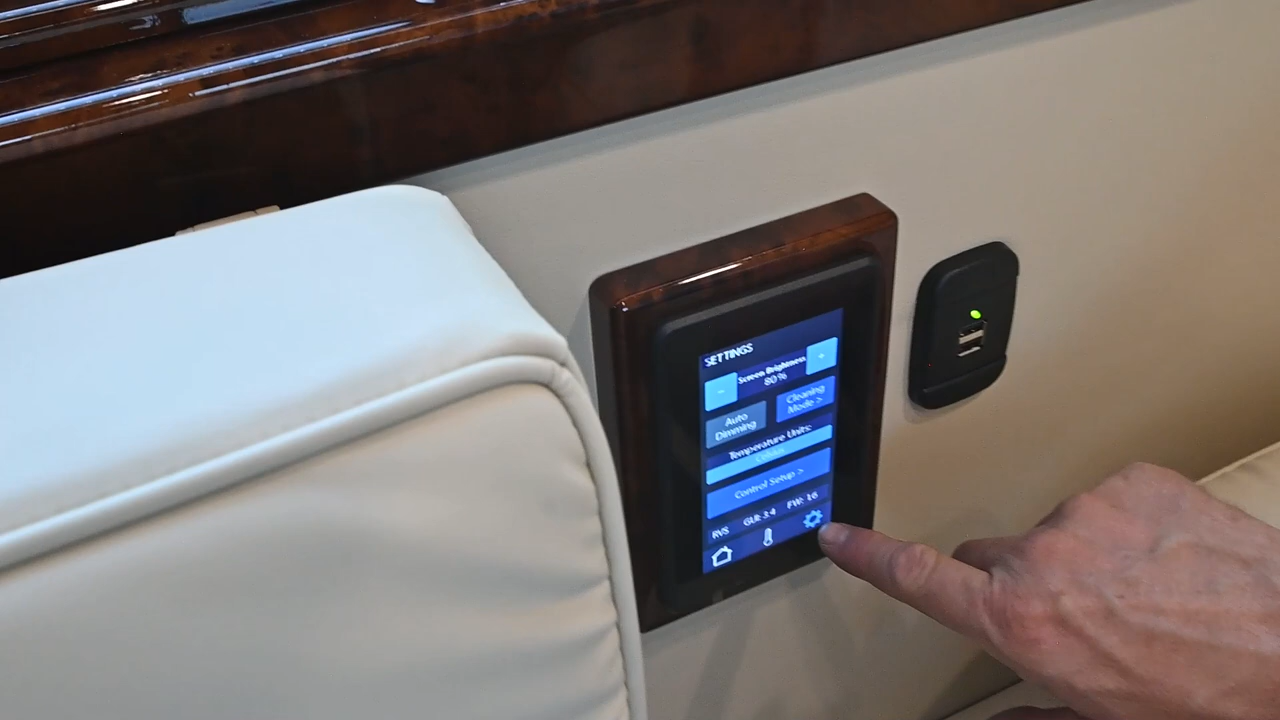 SETTINGS
-
Screen Brightness
80%
+
Auto
Dimming
Cleaning
Mode >
Temperature Units:
Celsius
Control Setup >
RVS GUI: 3.4 FW: 1.6